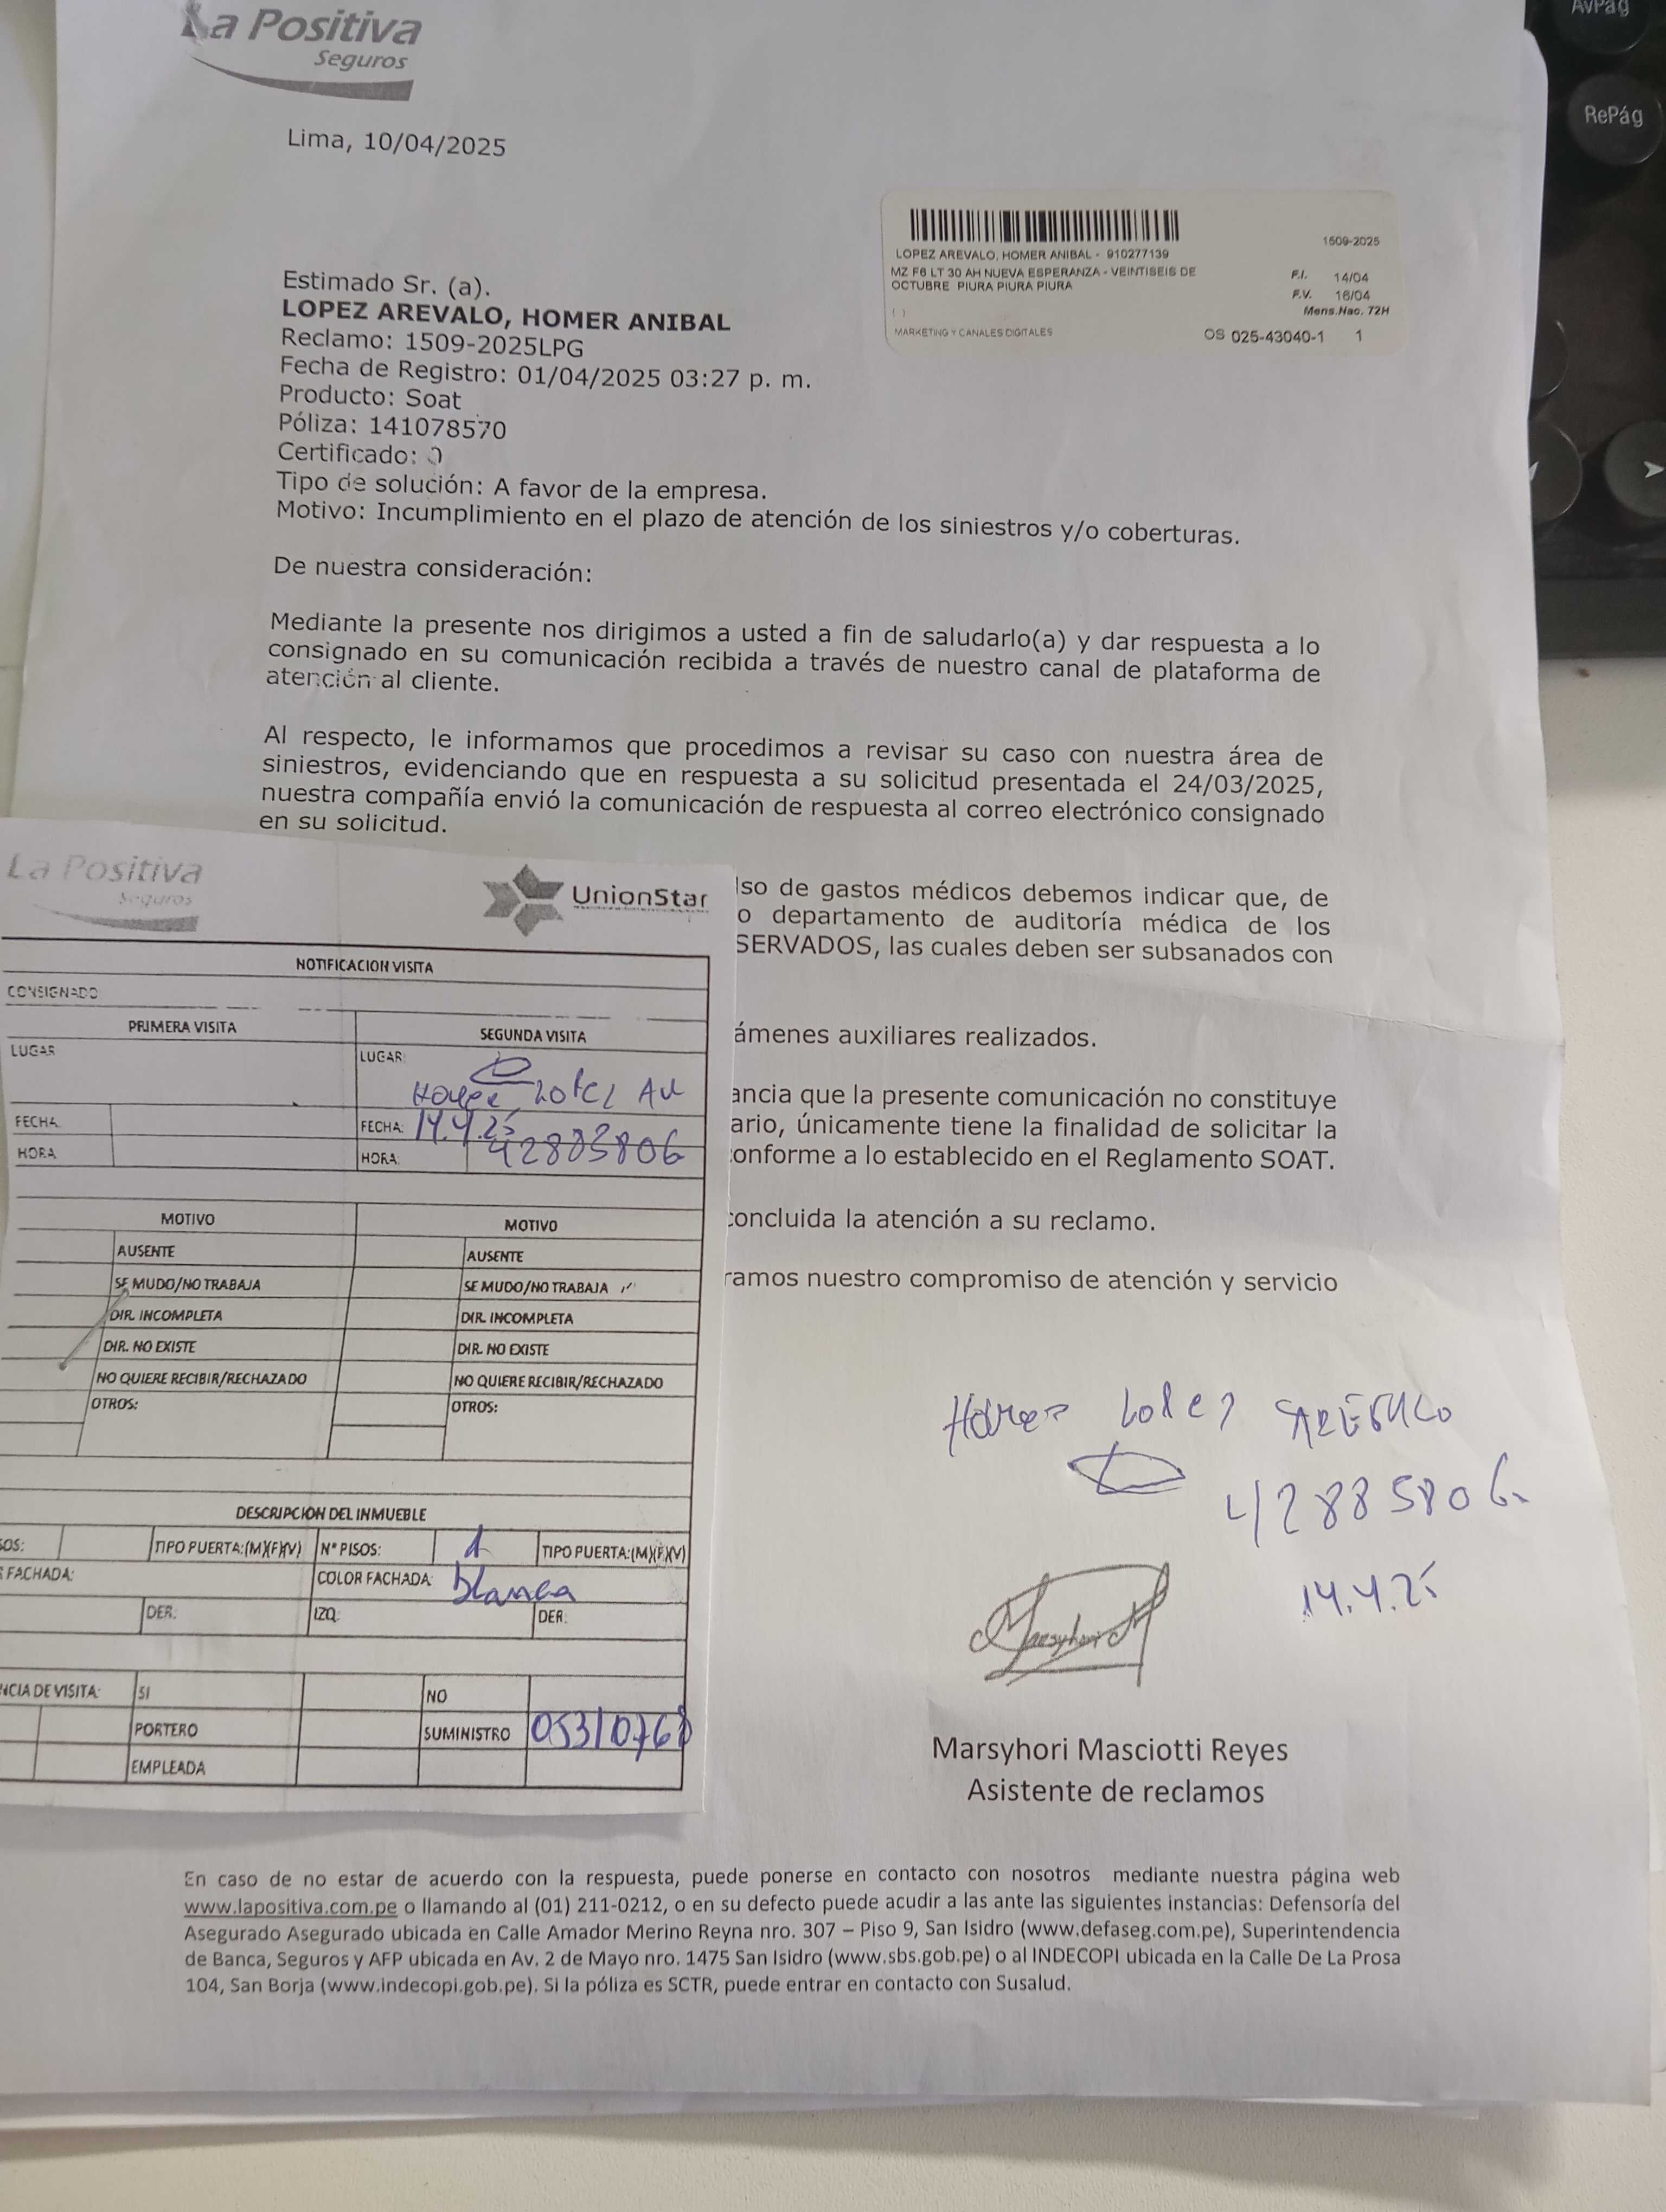 AvPág
RePág
La Positiva
Seguros
Lima, 10/04/2025
1509-2025
LOPEZ AREVALO, HOMER ANIBAL - 910277139
MZ F6 LT 30 AH NUEVA ESPERANZA - VEINTISEIS DE
OCTUBRE PIURA PIURA PIURA
F.I. 14/04
F.V. 16/04
Mens.Nac. 72H
( )
MARKETING Y CANALES DIGITALES
OS 025-43040-1 1
Estimado Sr. (a).
LOPEZ AREVALO, HOMER ANIBAL
Reclamo: 1509-2025LPG
Fecha de Registro: 01/04/2025 03:27 p. m.
Producto: Soat
Póliza: 141078570
Certificado: 0
Tipo de solución: A favor de la empresa.
Motivo: Incumplimiento en el plazo de atención de los siniestros y/o coberturas.
De nuestra consideración:
Mediante la presente nos dirigimos a usted a fin de saludarlo(a) y dar respuesta a lo
consignado en su comunicación recibida a través de nuestro canal de plataforma de
atención al cliente.
Al respecto, le informamos que procedimos a revisar su caso con nuestra área de
siniestros, evidenciando que en respuesta a su solicitud presentada el 24/03/2025,
nuestra compañía envió la comunicación de respuesta al correo electrónico consignado
en su solicitud.
lso de gastos médicos debemos indicar que, de
o departamento de auditoría médica de los
SERVADOS, las cuales deben ser subsanados con
ámenes auxiliares realizados.
ancia que la presente comunicación no constituye
ario, únicamente tiene la finalidad de solicitar la
conforme a lo establecido en el Reglamento SOAT.
concluida la atención a su reclamo.
ramos nuestro compromiso de atención y servicio
La Positiva
Seguros
UnionStar
NOTIFICACION VISITA
CONSIGNADO
PRIMERA VISITA SEGUNDA VISITA
LUGAR LUGAR:
FECHA FECHA: 14.4.25
HORA HORA:
MOTIVO MOTIVO
AUSENTE AUSENTE
SE MUDO/NO TRABAJA SE MUDO/NO TRABAJA
DIR. INCOMPLETA DIR. INCOMPLETA
DIR. NO EXISTE DIR. NO EXISTE
NO QUIERE RECIBIR/RECHAZADO NO QUIERE RECIBIR/RECHAZADO
OTROS: OTROS:
DESCRIPCION DEL INMUEBLE
SOS: TIPO PUERTA:(M)(F)(V) N° PISOS: 1 TIPO PUERTA:(M)(F)(V)
FACHADA: COLOR FACHADA: blanca
DER: IZQ: DER:
NCIA DE VISITA: SI NO
PORTERO SUMINISTRO
EMPLEADA
Lopez
42885806
14.4.25
Marsyhori Masciotti Reyes
Asistente de reclamos
En caso de no estar de acuerdo con la respuesta, puede ponerse en contacto con nosotros mediante nuestra página web
www.lapositiva.com.pe o llamando al (01) 211-0212, o en su defecto puede acudir a las ante las siguientes instancias: Defensoría del
Asegurado Asegurado ubicada en Calle Amador Merino Reyna nro. 307 – Piso 9, San Isidro (www.defaseg.com.pe), Superintendencia
de Banca, Seguros y AFP ubicada en Av. 2 de Mayo nro. 1475 San Isidro (www.sbs.gob.pe) o al INDECOPI ubicada en la Calle De La Prosa
104, San Borja (www.indecopi.gob.pe). Si la póliza es SCTR, puede entrar en contacto con Susalud.